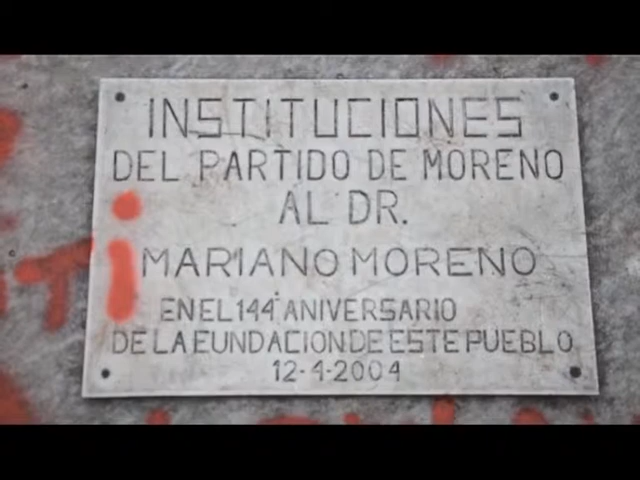 INSTITUCIONES
DEL PARTIDO DE MORENO
AL DR.
MARIANO MORENO
EN EL 144° ANIVERSARIO
DE LA FUNDACION DE ESTE PUEBLO
12-4-2004